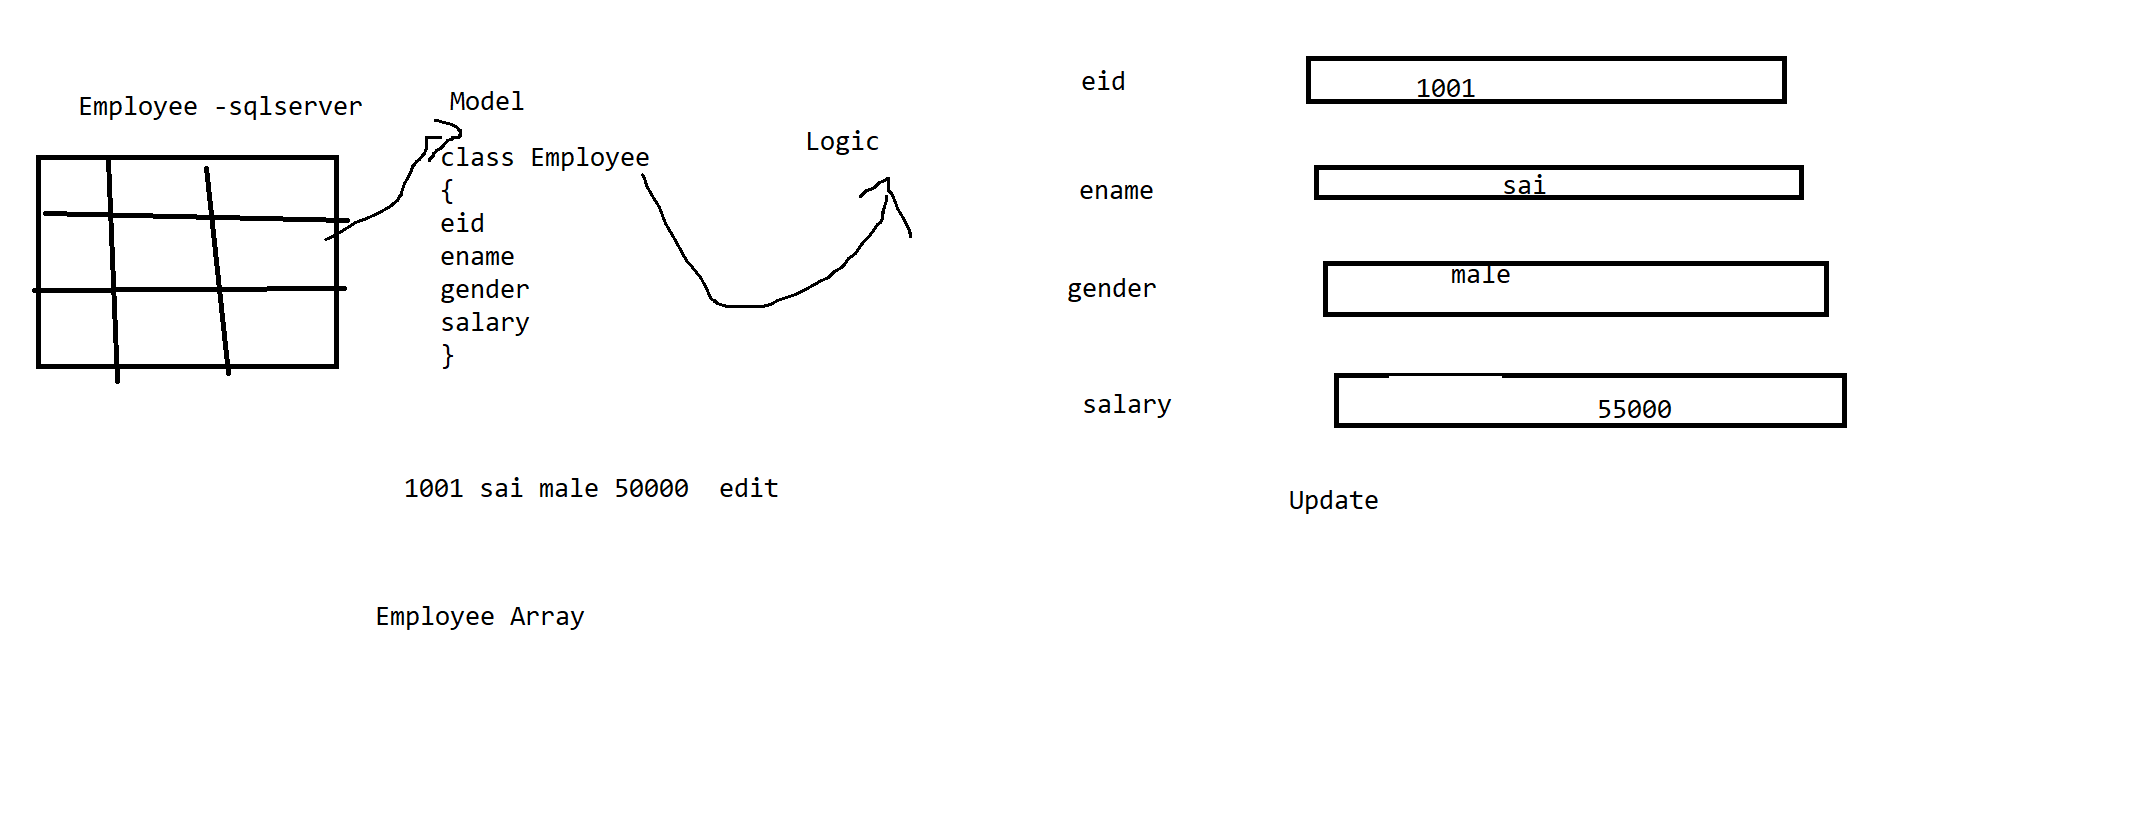 Employee -sqlserver
Model
class Employee
{
eid
ename
gender
salary
}
Logic
1001 sai male 50000  edit
Employee Array
eid
1001
ename
sai
gender
male
salary
55000
Update